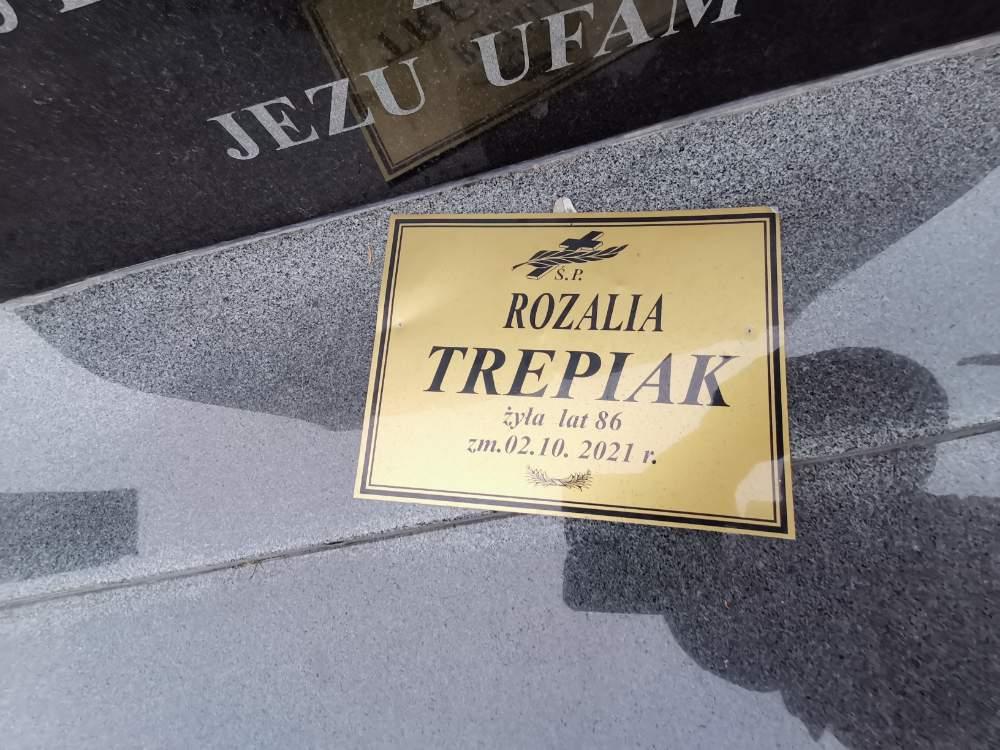 JEZU UFAM
Ś.P.
ROZALIA
TREPIAK
żyła lat 86
zm.02.10. 2021 r.